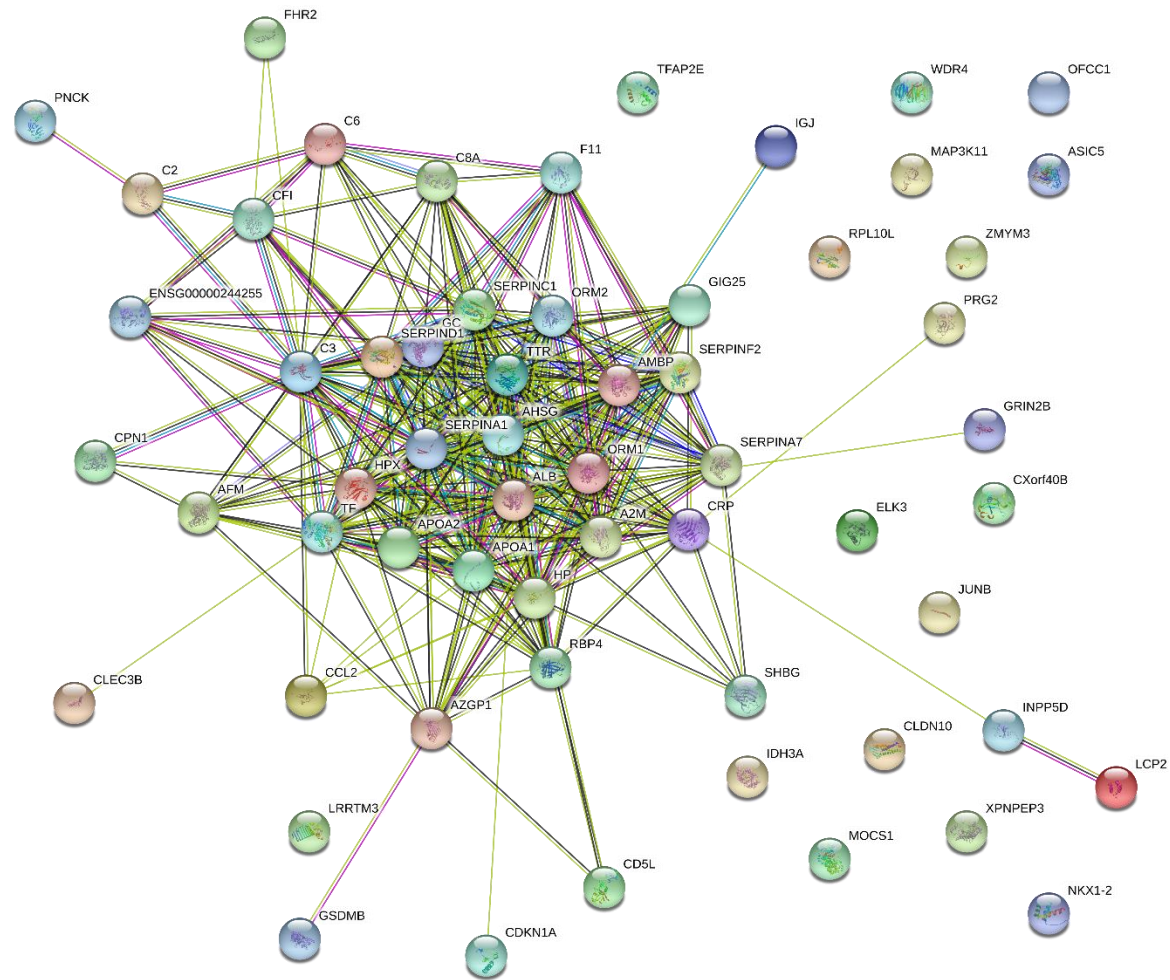 FHR2
TFAP2E
WDR4
OFCC1
PNCK
C6
IGJ
C8A
F11
MAP3K11
ASIC5
C2
CFI
RPL10L
ZMYM3
ENSG00000244255
SERPINC1
ORM2
GIG25
PRG2
GC
SERPIND1
C3
TTR
AMBP
SERPINF2
GRIN2B
AHSG
SERPINA1
CPN1
SERPINA7
HPX
ORM1
CXorf40B
AFM
ALB
TF
CRP
A2M
ELK3
APOA2
APOA1
HP
JUNB
RBP4
CLEC3B
CCL2
SHBG
AZGP1
INPP5D
CLDN10
IDH3A
LCP2
LRRTM3
XPNPEP3
MOCS1
CD5L
NKX1-2
GSDMB
CDKN1A